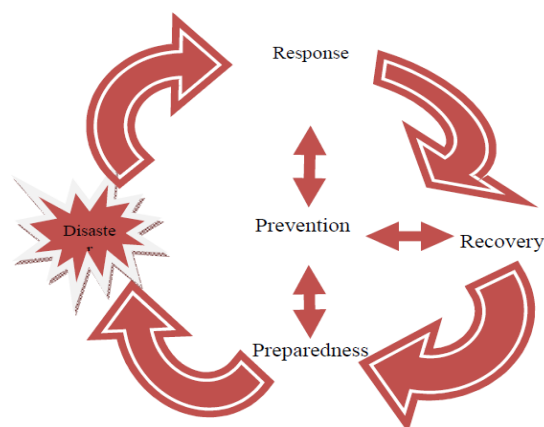 Response
Disaste
r
Prevention
Recovery
Preparedness